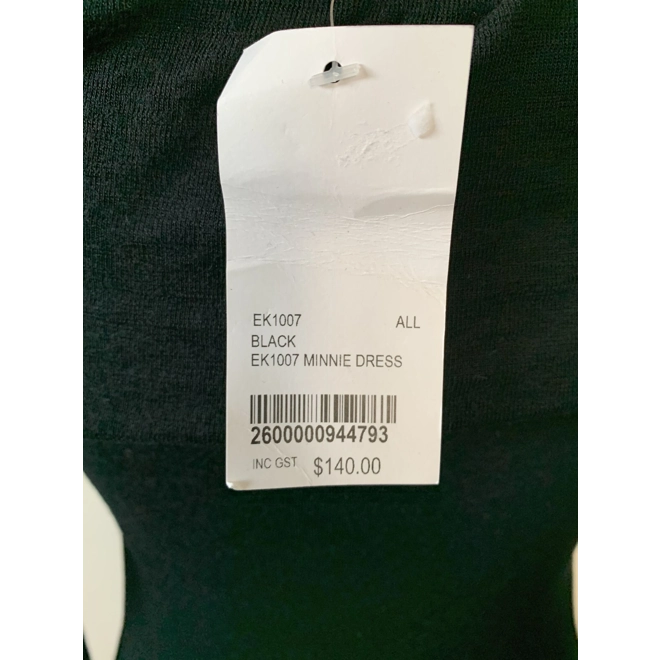 EK1007 ALL
BLACK
EK1007 MINNIE DRESS
2600000944793
INC GST $140.00